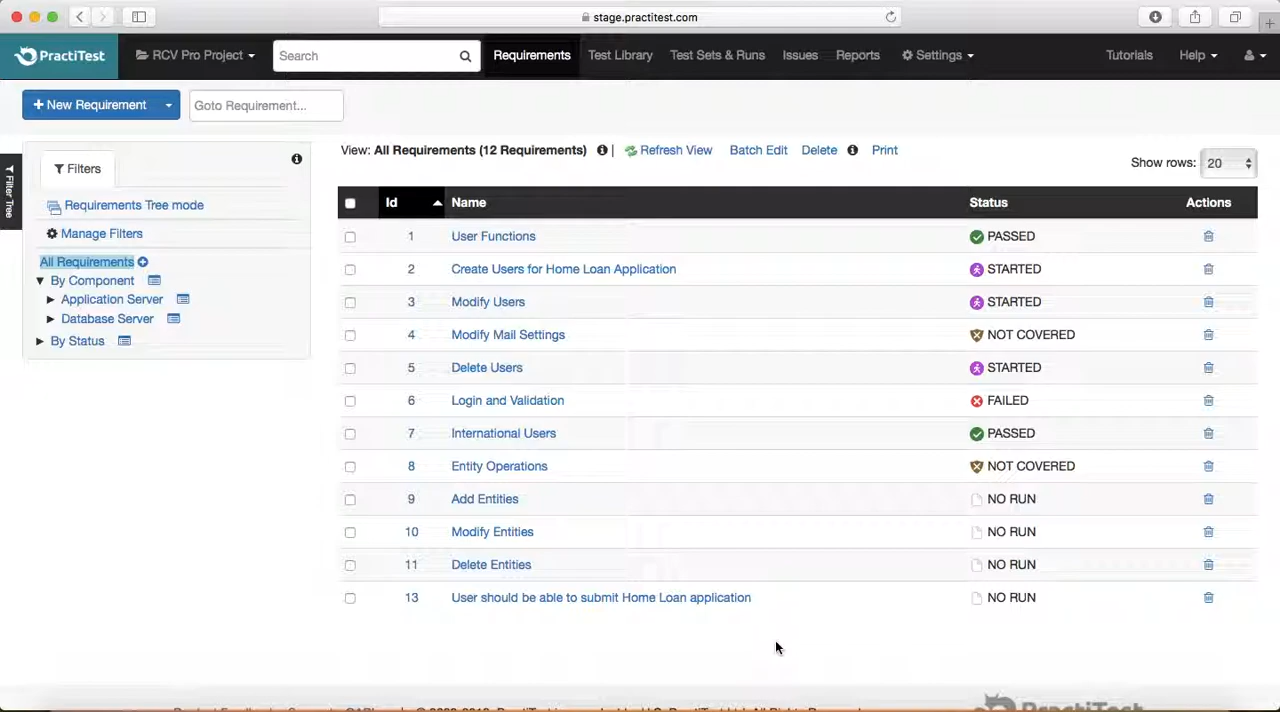 stage.practitest.com
PractiTest RCV Pro Project Search Requirements Test Library Test Sets & Runs Issues Reports Settings Tutorials Help
+ New Requirement Goto Requirement...
View: All Requirements (12 Requirements) | Refresh View Batch Edit Delete Print
Show rows: 20
Filter Tree
Filters
Requirements Tree mode
Manage Filters
All Requirements
By Component
Application Server
Database Server
By Status
Id Name Status Actions
1 User Functions PASSED
2 Create Users for Home Loan Application STARTED
3 Modify Users STARTED
4 Modify Mail Settings NOT COVERED
5 Delete Users STARTED
6 Login and Validation FAILED
7 International Users PASSED
8 Entity Operations NOT COVERED
9 Add Entities NO RUN
10 Modify Entities NO RUN
11 Delete Entities NO RUN
13 User should be able to submit Home Loan application NO RUN
PractiTest